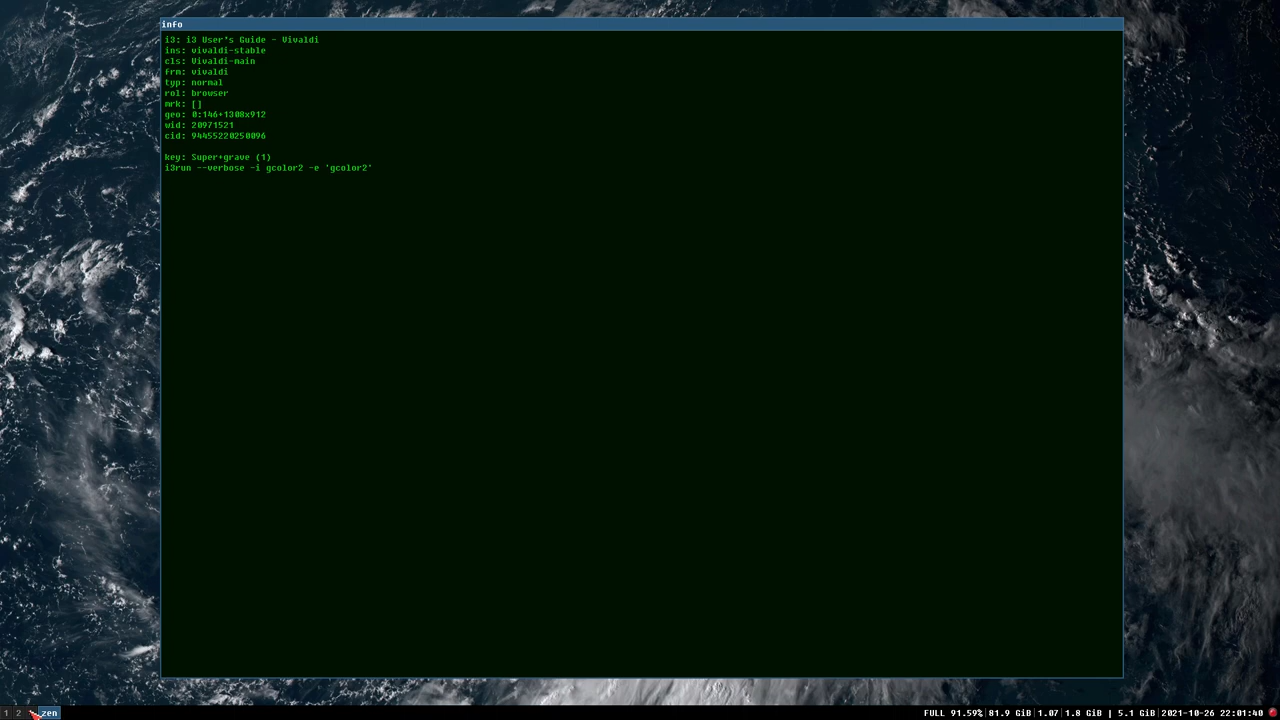 info
i3: i3 User's Guide - Vivaldi
ins: vivaldi-stable
cls: Vivaldi-main
frm: vivaldi
typ: normal
rol: browser
mrk: []
geo: 0:146+1308x912
wid: 20971521
cid: 94455220250096
key: Super+grave (1)
i3run --verbose -i gcolor2 -e 'gcolor2'
1 2 zen FULL 91.59%|81.9 GiB|1.07|1.8 GiB | 5.1 GiB|2021-10-26 22:01:40